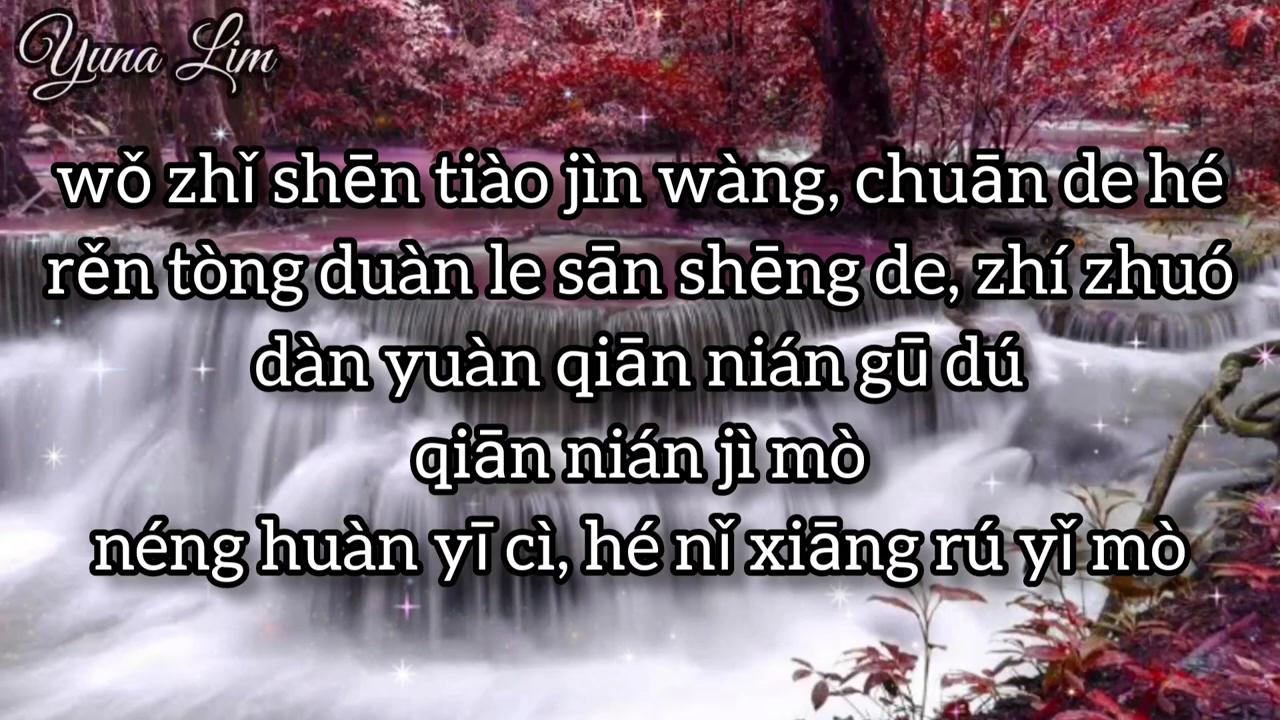 Yuna Lim
wǒ zhǐ shēn tiào jìn wàng, chuān de hé
rěn tòng duàn le sān shēng de, zhí zhuó
dàn yuàn qiān nián gū dú
qiān nián jì mò
néng huàn yī cì, hé nǐ xiāng rú yǐ mò